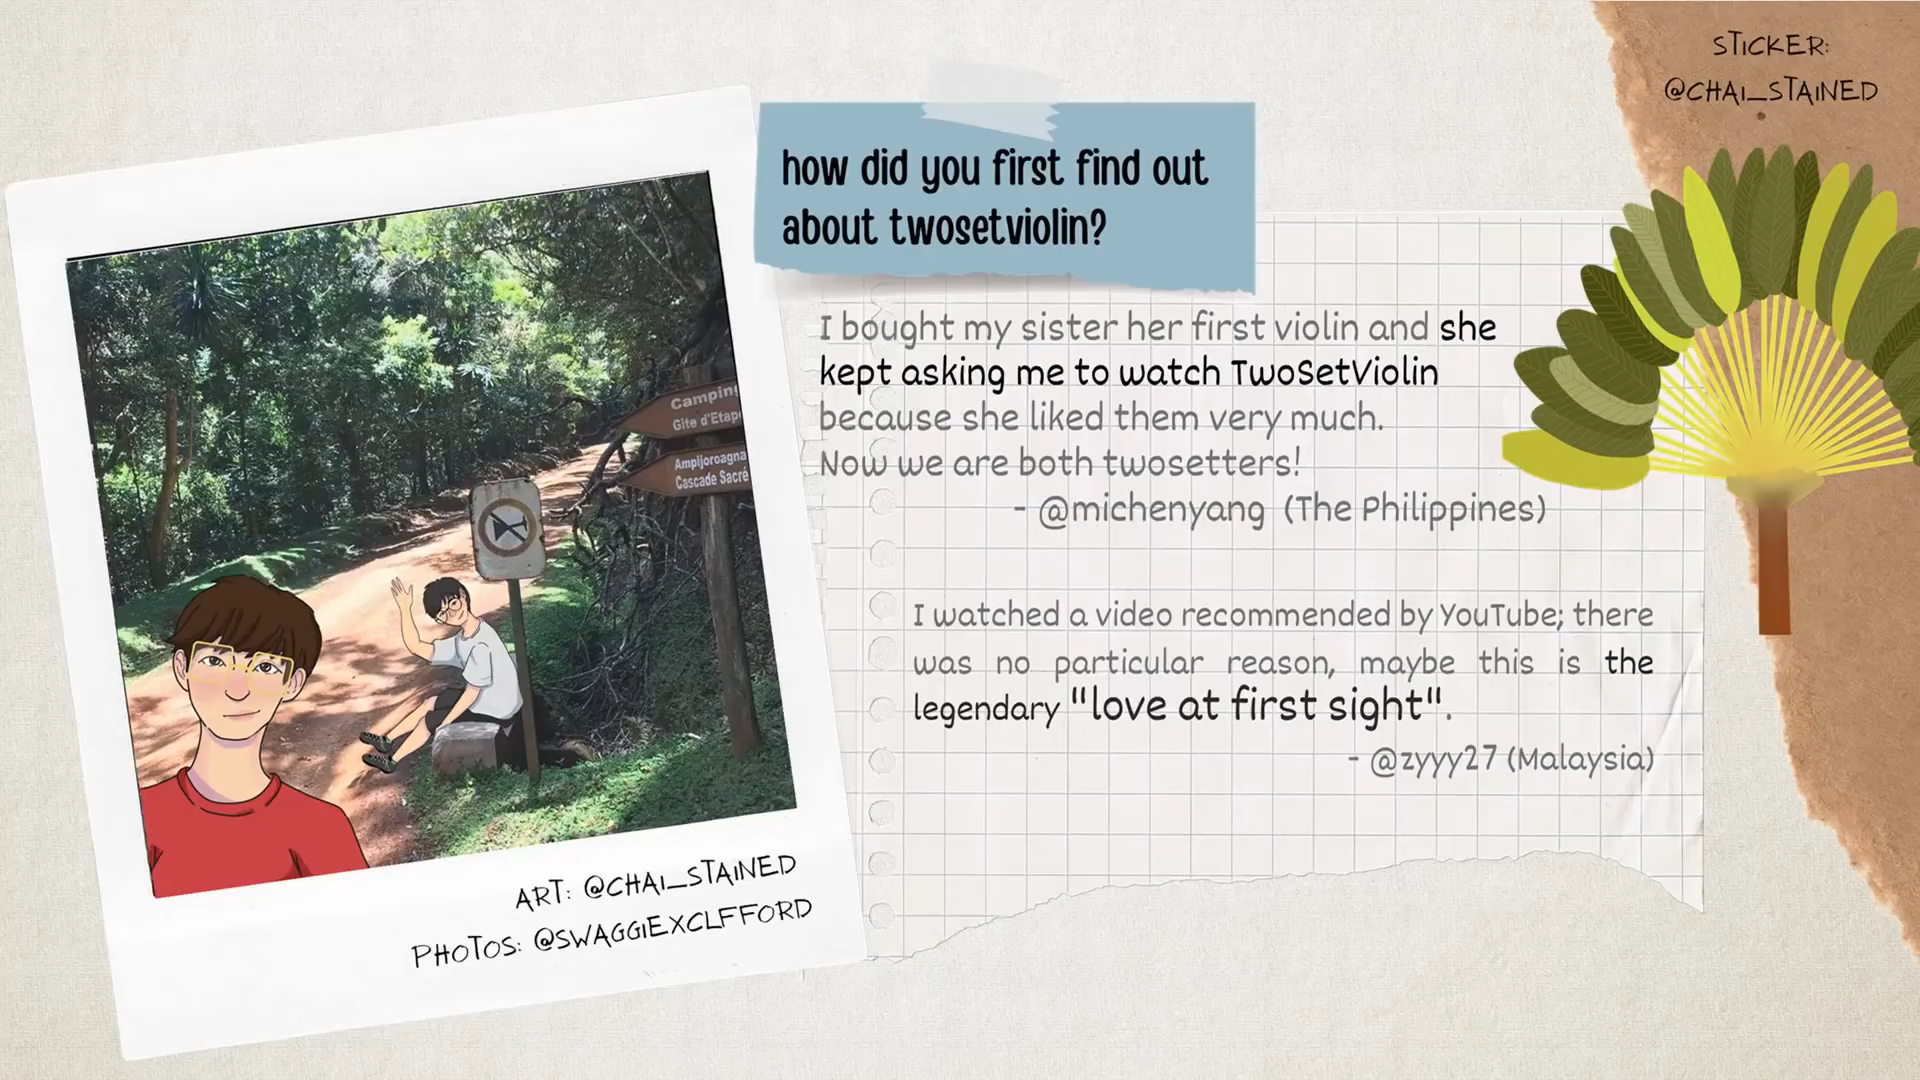 STICKER:
@CHAI_STAINED
how did you first find out
about twosetviolin?
I bought my sister her first violin and she
kept asking me to watch TwoSetViolin
because she liked them very much.
Now we are both twosetters!
- @michenyang (The Philippines)
I watched a video recommended by YouTube; there
was no particular reason, maybe this is the
legendary "love at first sight".
- @zyyy27 (Malaysia)
Camping
Gite d'Etape
Ampijoroagna
Cascade Sacré
ART: @CHAI_STAINED
PHOTOS: @SWAGGIEXCLFFORD